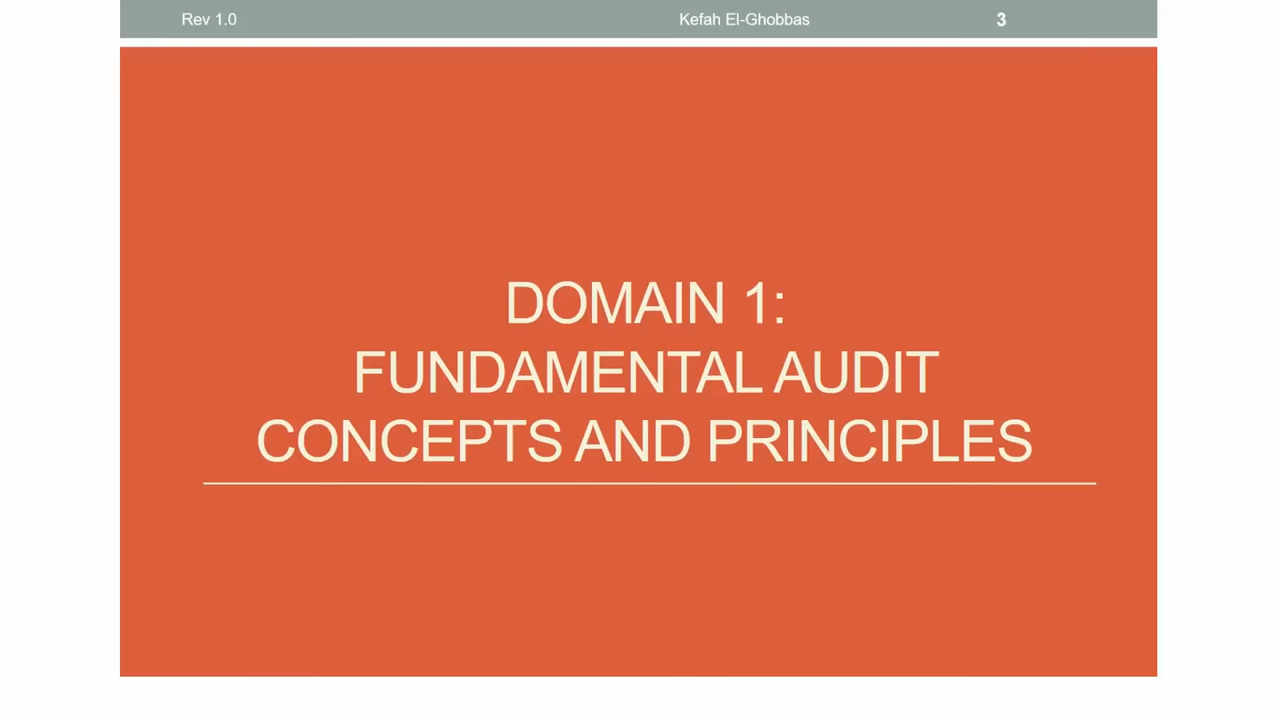 Rev 1.0 Kefah El-Ghobbas 3
DOMAIN 1:
FUNDAMENTAL AUDIT
CONCEPTS AND PRINCIPLES